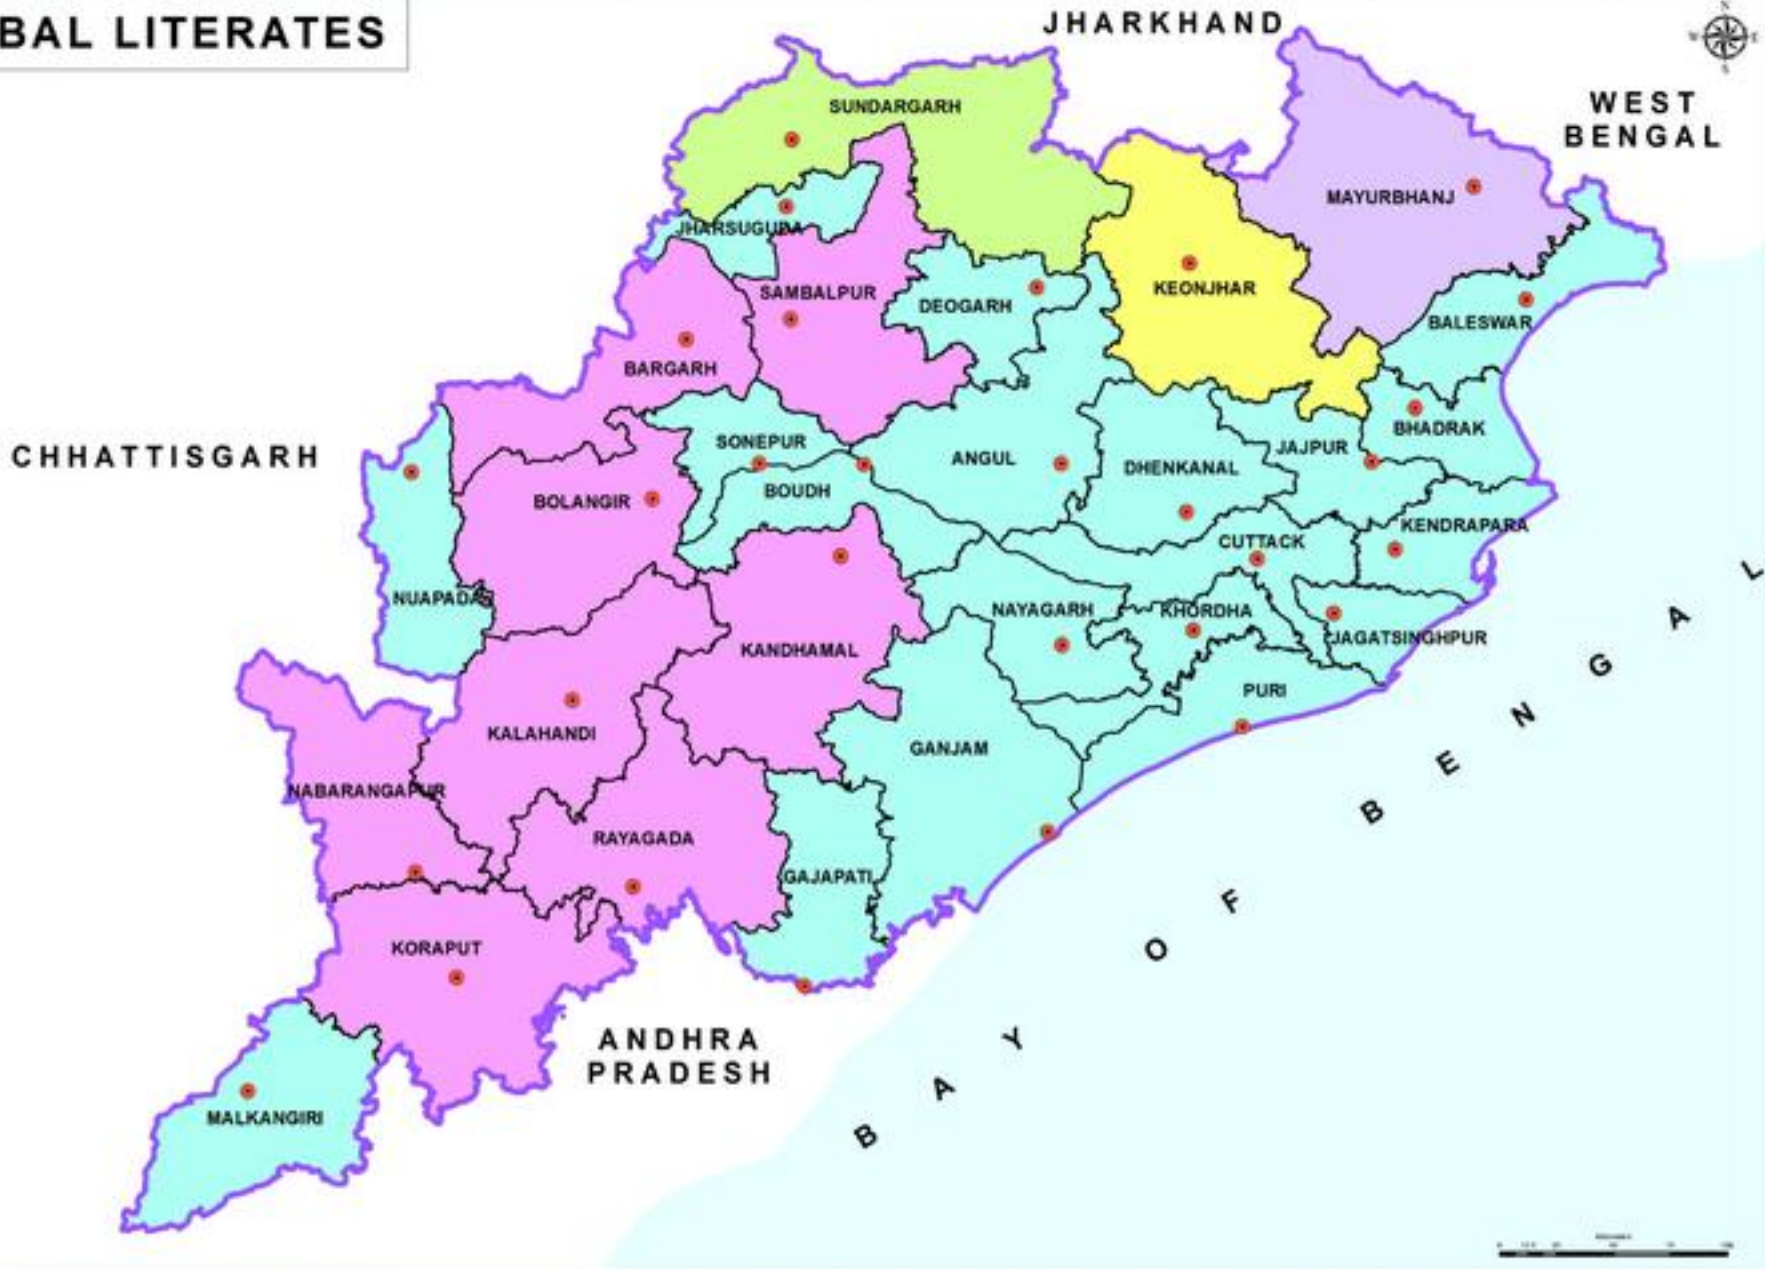 BAL LITERATES
JHARKHAND
N
W
E
S
WEST
BENGAL
SUNDARGARH
MAYURBHANJ
JHARSUGUDA
KEONJHAR
SAMBALPUR
DEOGARH
BALESWAR
BARGARH
BHADRAK
SONEPUR
JAJPUR
CHHATTISGARH
ANGUL
DHENKANAL
BOUDH
BOLANGIR
KENDRAPARA
CUTTACK
NUAPADA
NAYAGARH
KHORDHA
JAGATSINGHPUR
KANDHAMAL
PURI
KALAHANDI
GANJAM
NABARANGAPUR
RAYAGADA
GAJAPATI
KORAPUT
ANDHRA
PRADESH
MALKANGIRI
BAY OF BENGAL